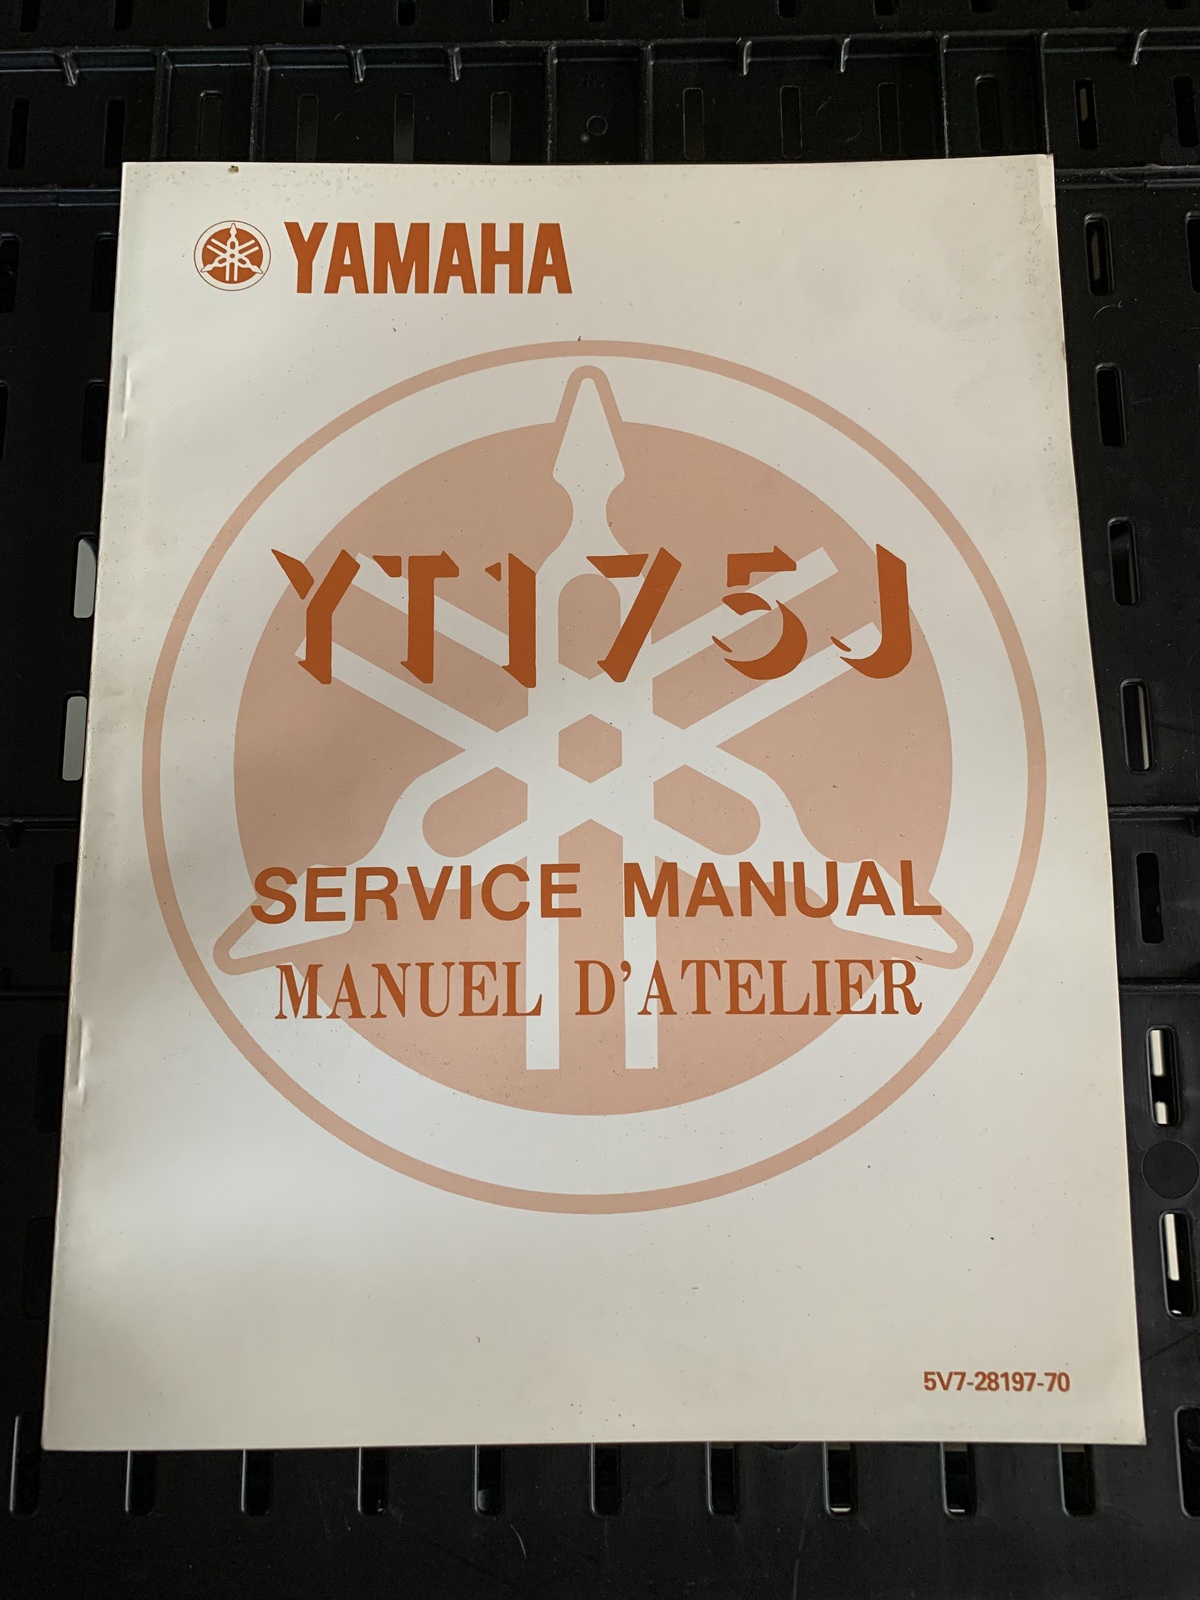 YAMAHA
YT175J
SERVICE MANUAL
MANUEL D'ATELIER
5V7-28197-70